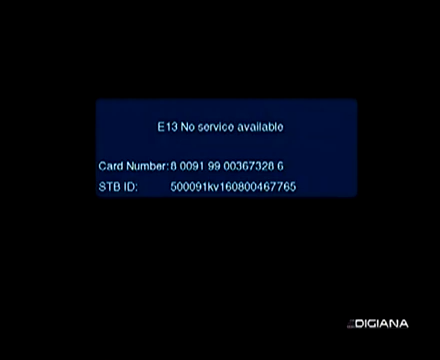 E13 No service available
Card Number: 8 0091 99 00367328 6
STB ID: 500091kv160800467765
DIGIANA